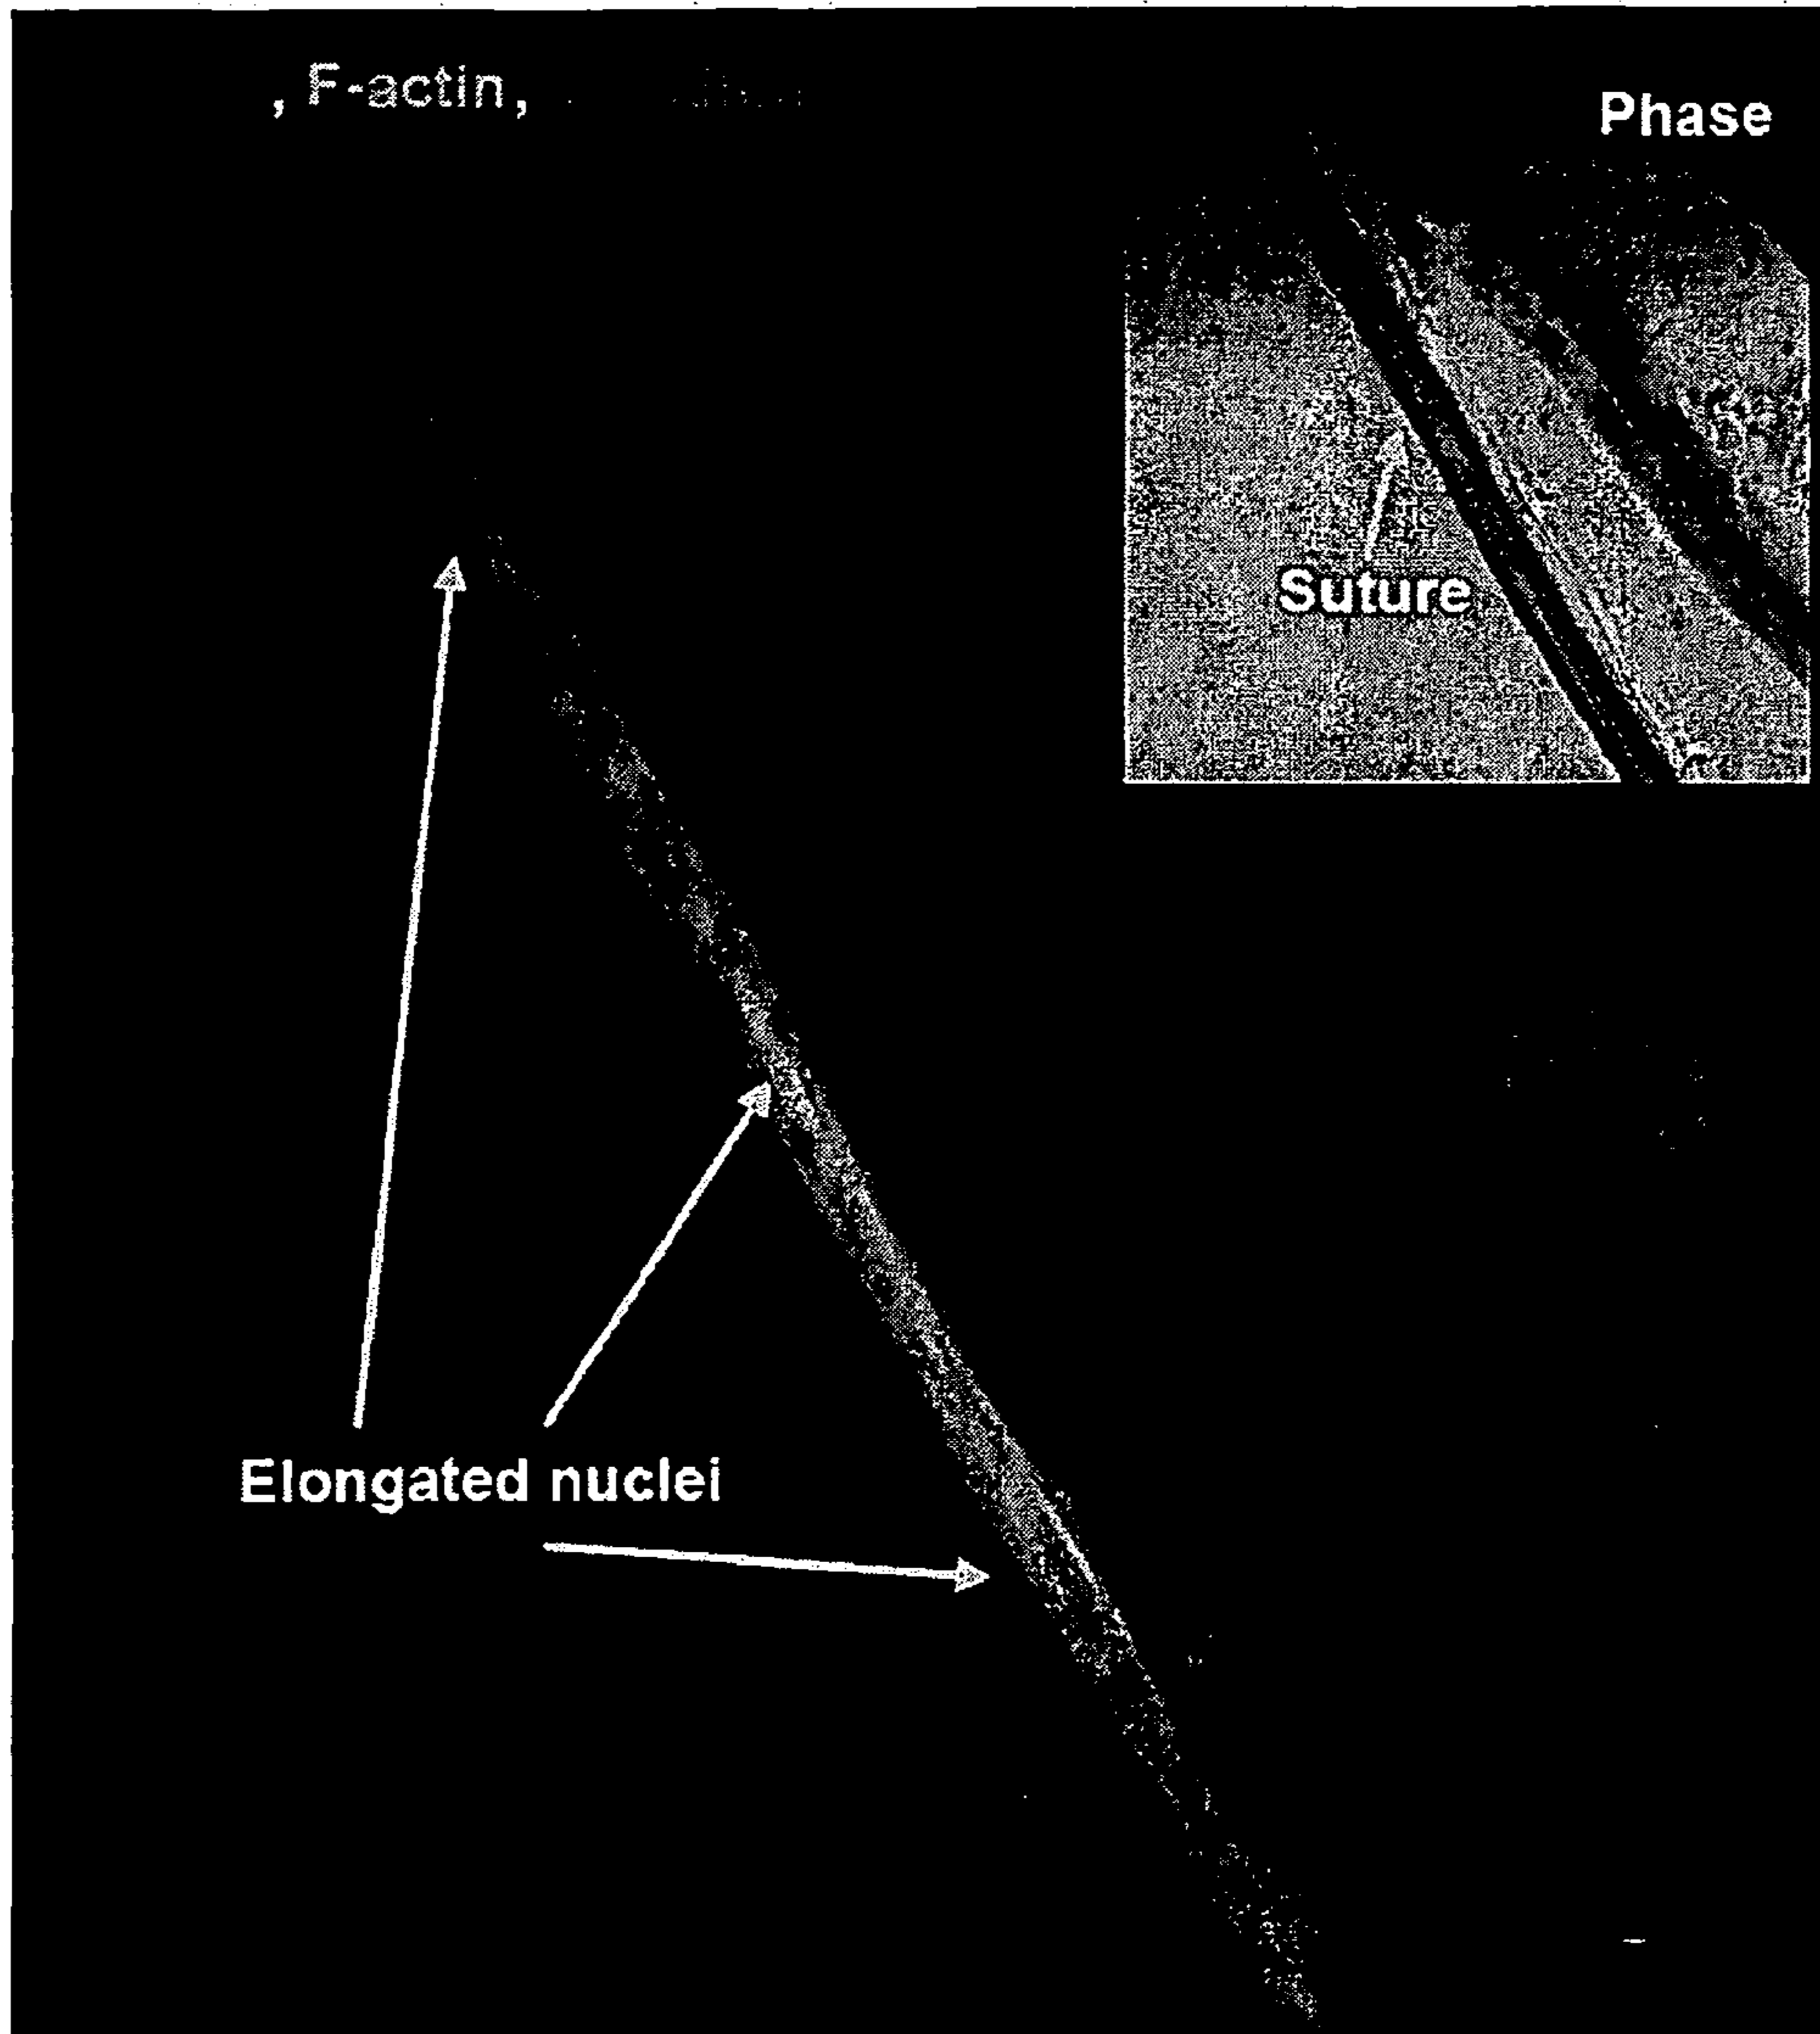 , F-actin,
Phase
Suture
Elongated nuclei